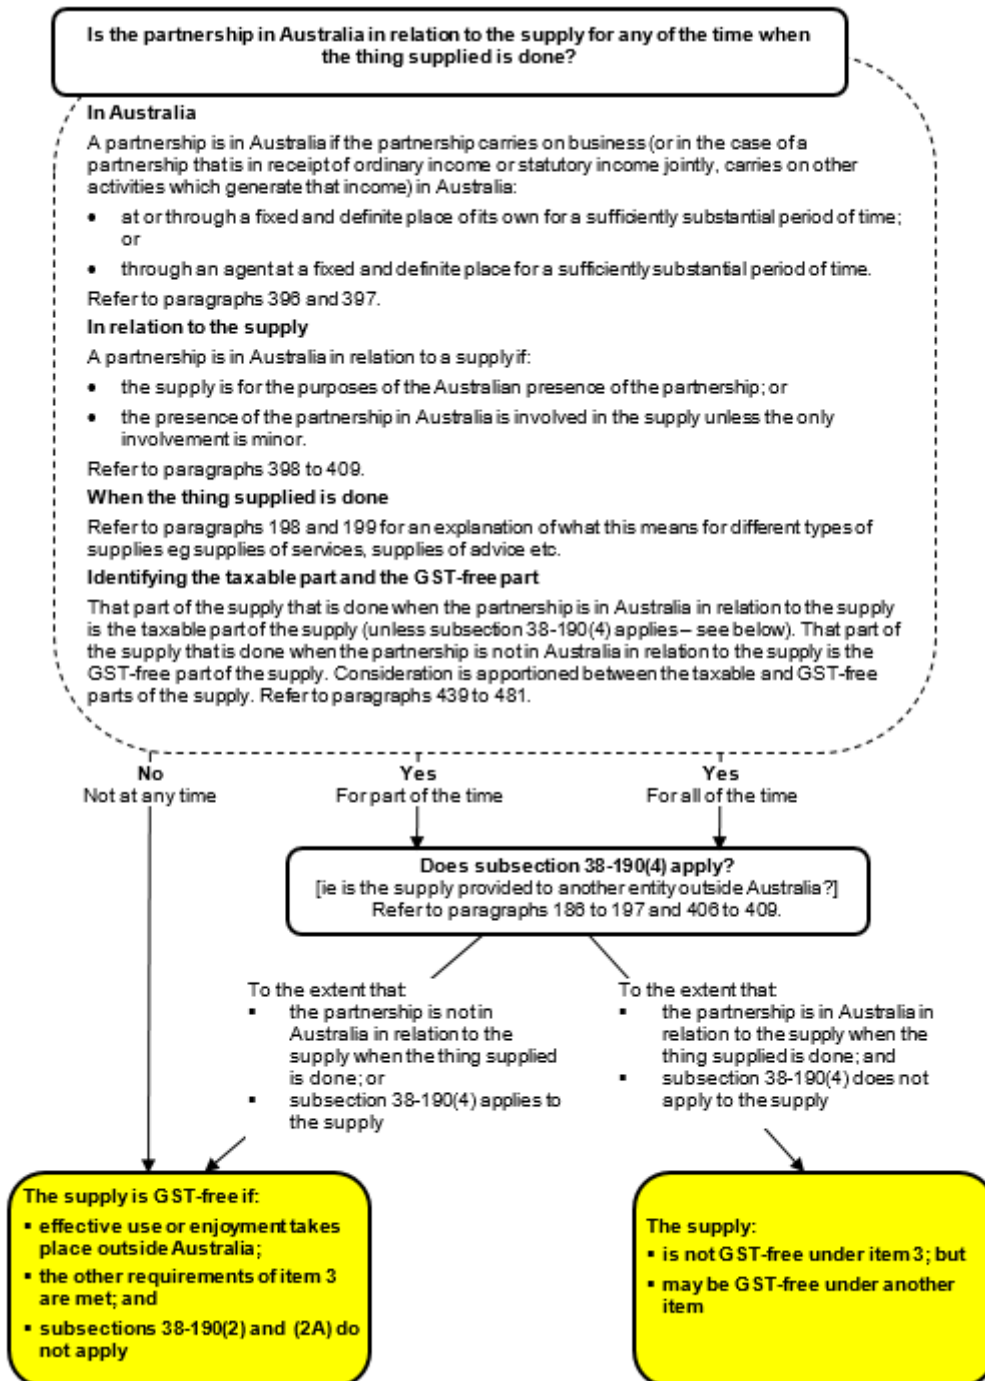 Is the partnership in Australia in relation to the supply for any of the time when
the thing supplied is done?
In Australia
A partnership is in Australia if the partnership carries on business (or in the case of a
partnership that is in receipt of ordinary income or statutory income jointly, carries on other
activities which generate that income) in Australia:
• at or through a fixed and definite place of its own for a sufficiently substantial period of time;
or
• through an agent at a fixed and definite place for a sufficiently substantial period of time.
Refer to paragraphs 396 and 397.
In relation to the supply
A partnership is in Australia in relation to a supply if:
• the supply is for the purposes of the Australian presence of the partnership; or
• the presence of the partnership in Australia is involved in the supply unless the only
involvement is minor.
Refer to paragraphs 398 to 409.
When the thing supplied is done
Refer to paragraphs 198 and 199 for an explanation of what this means for different types of
supplies eg supplies of services, supplies of advice etc.
Identifying the taxable part and the GST-free part
That part of the supply that is done when the partnership is in Australia in relation to the supply
is the taxable part of the supply (unless subsection 38-190(4) applies – see below). That part of
the supply that is done when the partnership is not in Australia in relation to the supply is the
GST-free part of the supply. Consideration is apportioned between the taxable and GST-free
parts of the supply. Refer to paragraphs 439 to 481.
No
Not at any time
Yes
For part of the time
Yes
For all of the time
Does subsection 38-190(4) apply?
[ie is the supply provided to another entity outside Australia?]
Refer to paragraphs 186 to 197 and 406 to 409.
To the extent that:
▪ the partnership is not in
Australia in relation to the
supply when the thing supplied
is done; or
▪ subsection 38-190(4) applies to
the supply
To the extent that:
▪ the partnership is in Australia in
relation to the supply when the
thing supplied is done; and
▪ subsection 38-190(4) does not
apply to the supply
The supply is GST-free if:
▪ effective use or enjoyment takes
place outside Australia;
▪ the other requirements of item 3
are met; and
▪ subsections 38-190(2) and (2A) do
not apply
The supply:
▪ is not GST-free under item 3; but
▪ may be GST-free under another
item